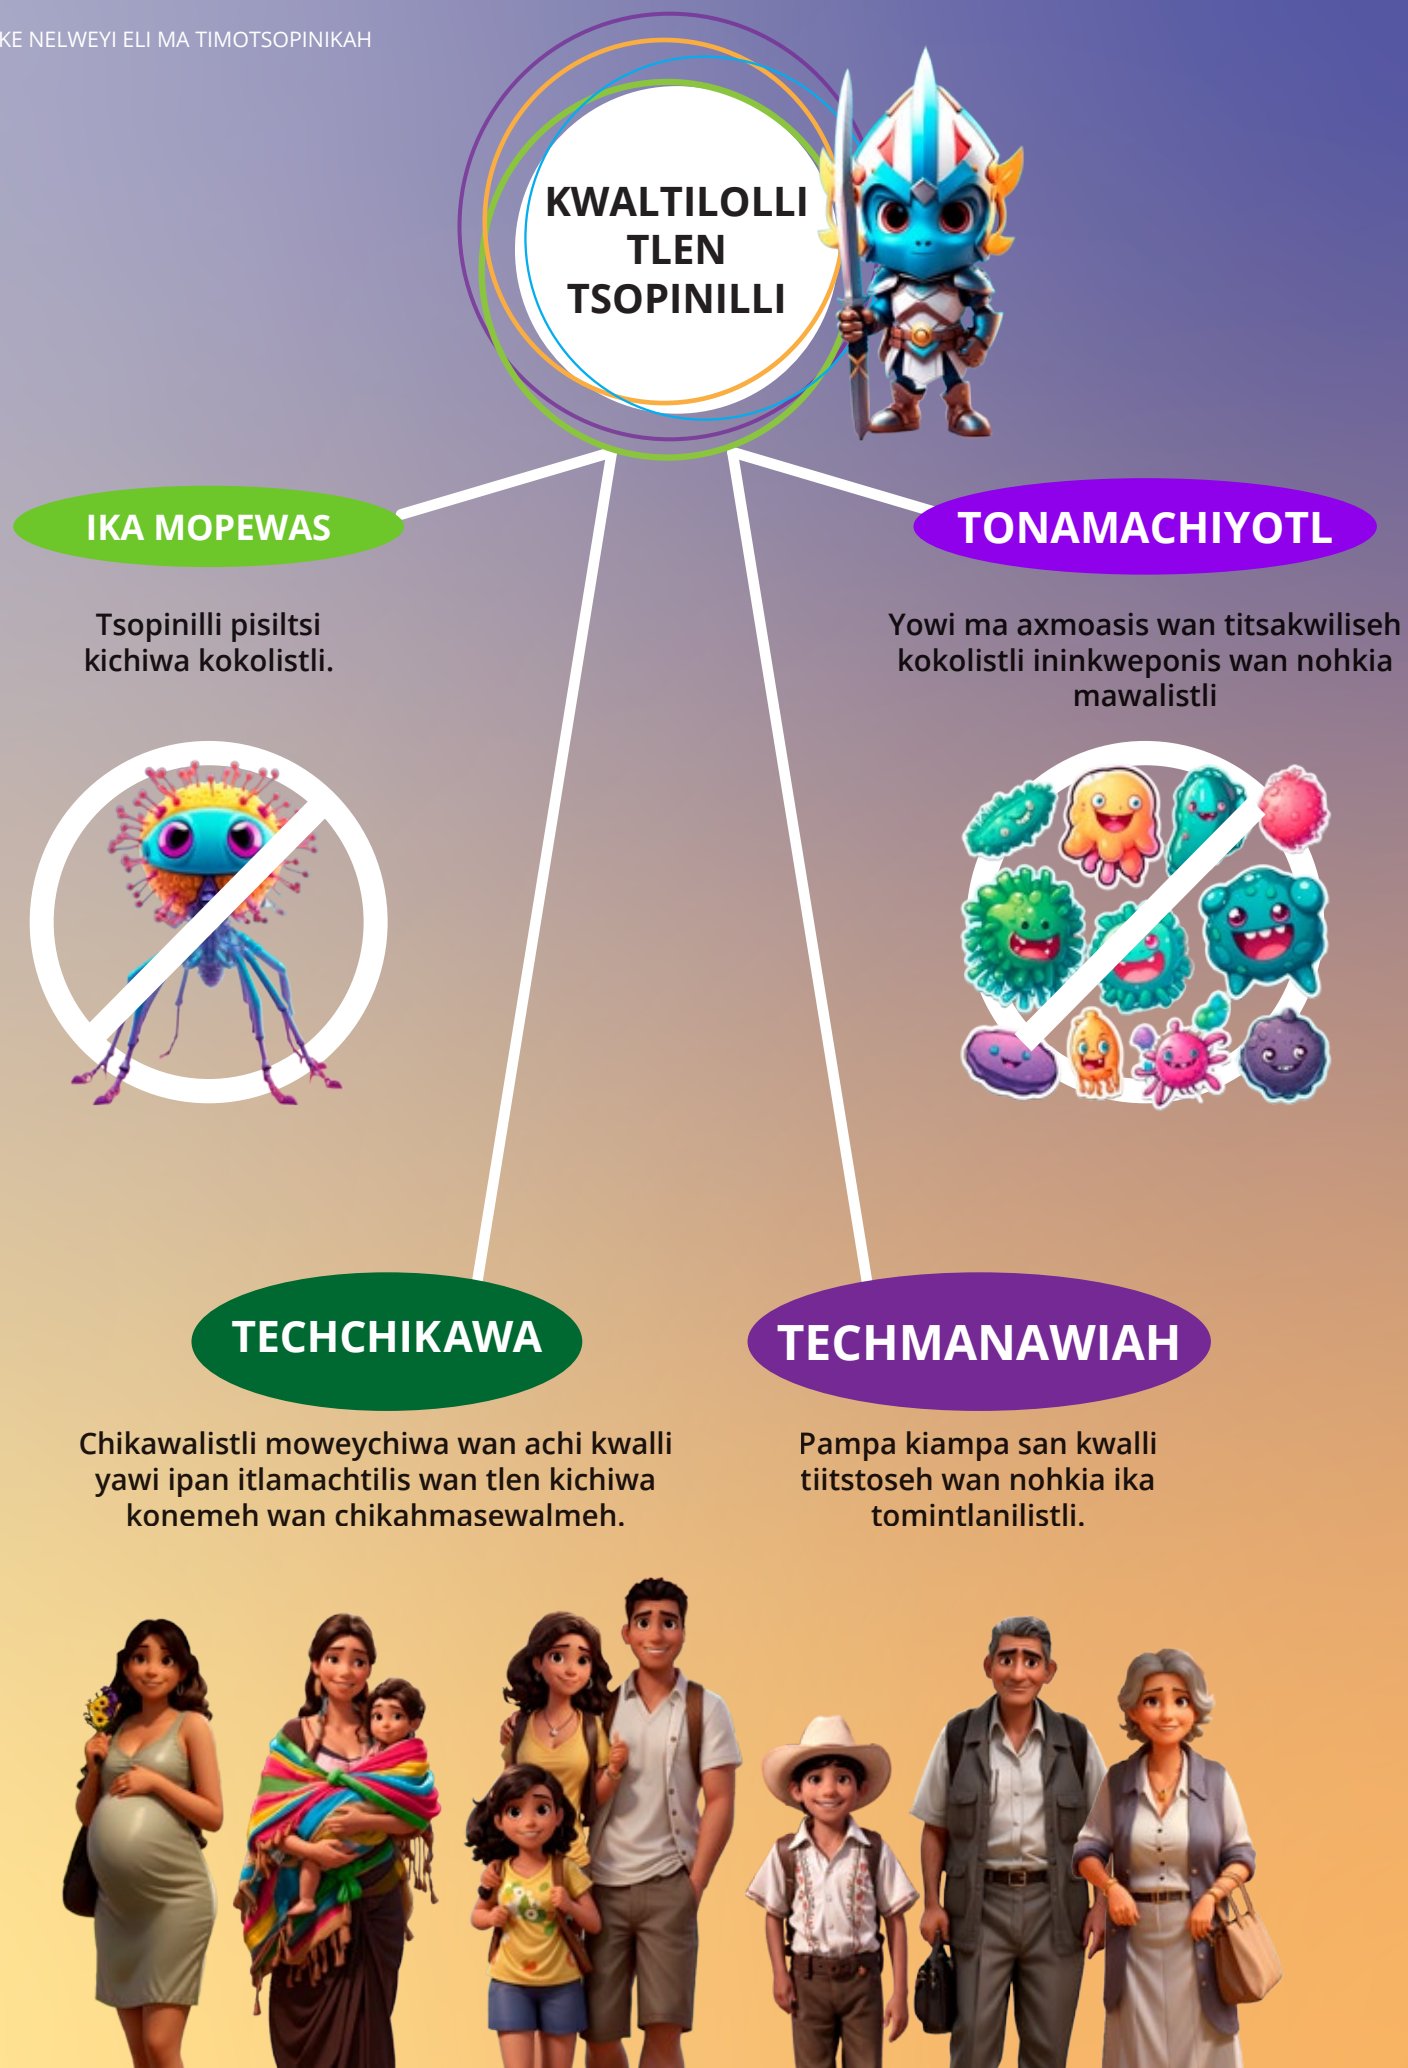 KE NELWEYI ELI MA TIMOTSOPINIKAH
KWALTILOLLI
TLEN
TSOPINILLI
IKA MOPEWAS
Tsopinilli pisiltsi
kichiwa kokolistli.
TONAMACHIYOTL
Yowi ma axmoasis wan titsakwiliseh
kokolistli ininkweponis wan nohkia
mawalistli
TECHCHIKAWA
Chikawalistli moweychiwa wan achi kwalli
yawi ipan itlamachtilis wan tlen kichiwa
konemeh wan chikahmasewalmeh.
TECHMANAWIAH
Pampa kiampa san kwalli
tiitstoseh wan nohkia ika
tomintlanilistli.